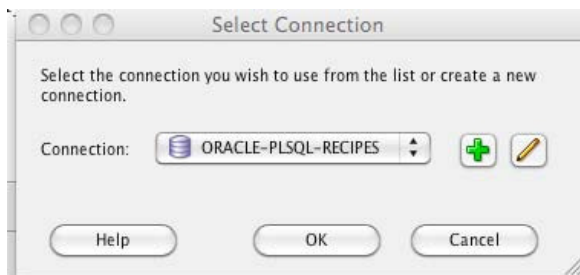 Select Connection
Select the connection you wish to use from the list or create a new
connection.
Connection: ORACLE-PLSQL-RECIPES
Help OK Cancel